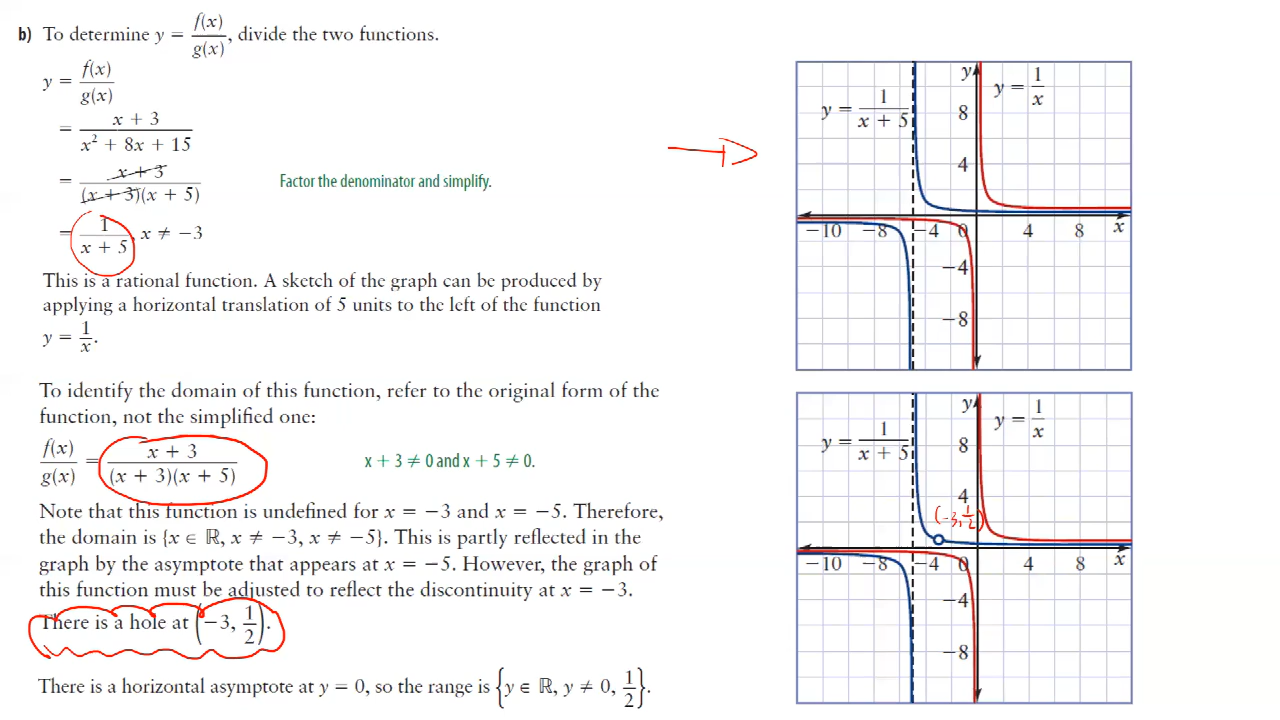 b) To determine y = f(x)/g(x), divide the two functions.
y = f(x)/g(x)
= x + 3 / x² + 8x + 15
= x + 3 / (x + 3)(x + 5) Factor the denominator and simplify.
= 1 / x + 5, x ≠ −3
This is a rational function. A sketch of the graph can be produced by
applying a horizontal translation of 5 units to the left of the function
y = 1/x.
To identify the domain of this function, refer to the original form of the
function, not the simplified one:
f(x)/g(x) = x + 3 / (x + 3)(x + 5) x + 3 ≠ 0 and x + 5 ≠ 0.
Note that this function is undefined for x = −3 and x = −5. Therefore,
the domain is {x ∈ ℝ, x ≠ −3, x ≠ −5}. This is partly reflected in the
graph by the asymptote that appears at x = −5. However, the graph of
this function must be adjusted to reflect the discontinuity at x = −3.
There is a hole at (−3, 1/2).
There is a horizontal asymptote at y = 0, so the range is {y ∈ ℝ, y ≠ 0, 1/2}.
y
y = 1/x
y = 1 / x + 5
8
4
−10 −8 −4 0 4 8 x
−4
−8
y
y = 1/x
y = 1 / x + 5
8
4
(−3, 1/2)
−10 −8 −4 0 4 8 x
−4
−8